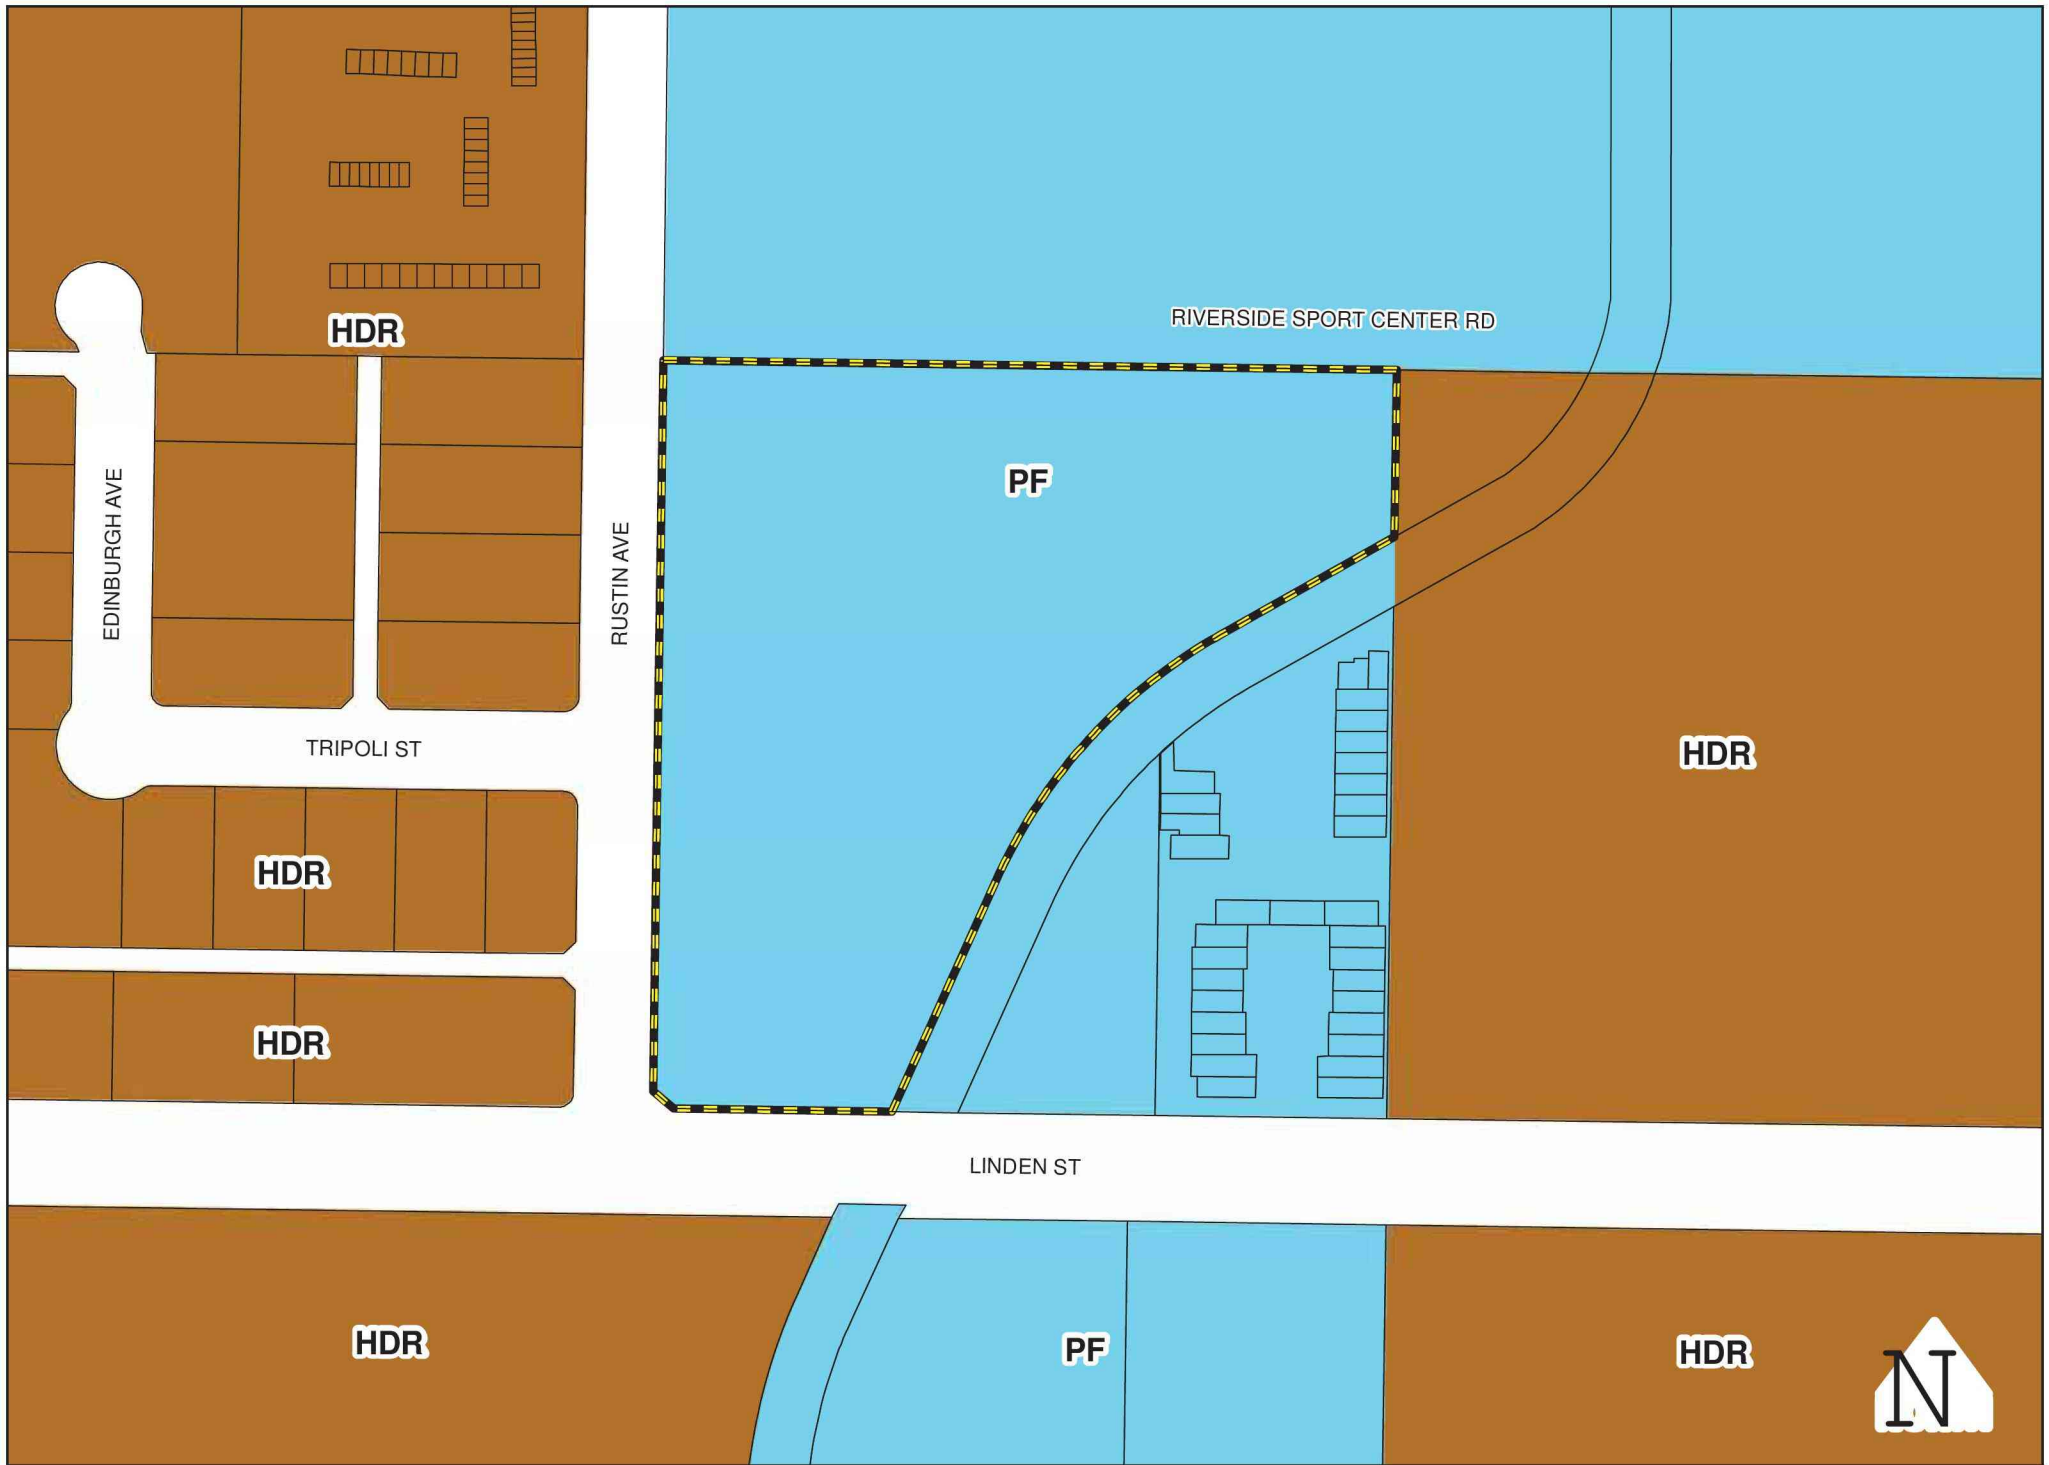 RIVERSIDE SPORT CENTER RD
HDR
PF
EDINBURGH AVE
RUSTIN AVE
TRIPOLI ST
HDR
HDR
HDR
LINDEN ST
HDR
PF
HDR
N